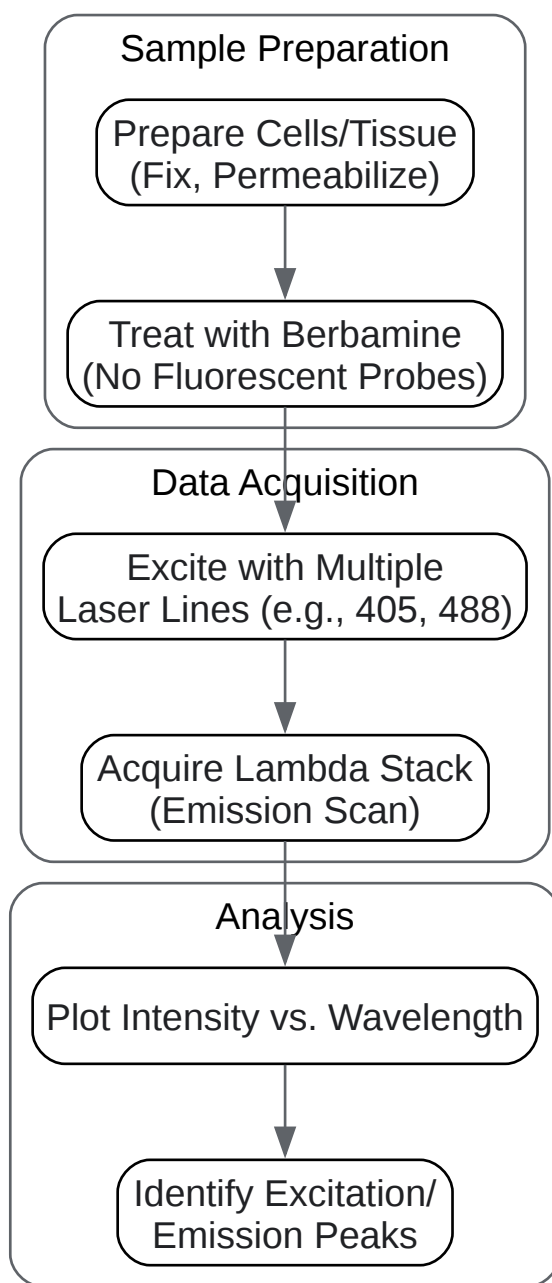 Sample Preparation
Prepare Cells/Tissue
(Fix, Permeabilize)
Treat with Berbamine
(No Fluorescent Probes)
Data Acquisition
Excite with Multiple
Laser Lines (e.g., 405, 488)
Acquire Lambda Stack
(Emission Scan)
Analysis
Plot Intensity vs. Wavelength
Identify Excitation/
Emission Peaks